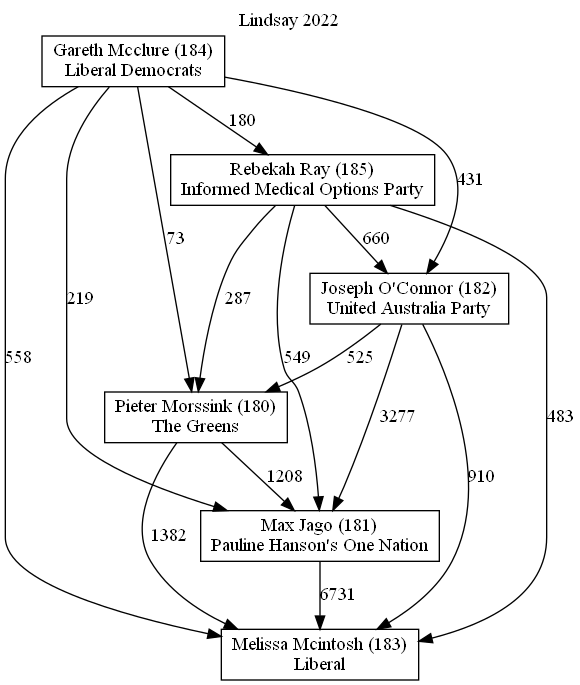 Lindsay 2022
Gareth Mcclure (184)
Liberal Democrats
180
Rebekah Ray (185)
Informed Medical Options Party
431
73
660
Joseph O'Connor (182)
United Australia Party
219
287
558
549
525
Pieter Morssink (180)
The Greens
3277
483
1208
910
Max Jago (181)
Pauline Hanson's One Nation
1382
6731
Melissa Mcintosh (183)
Liberal